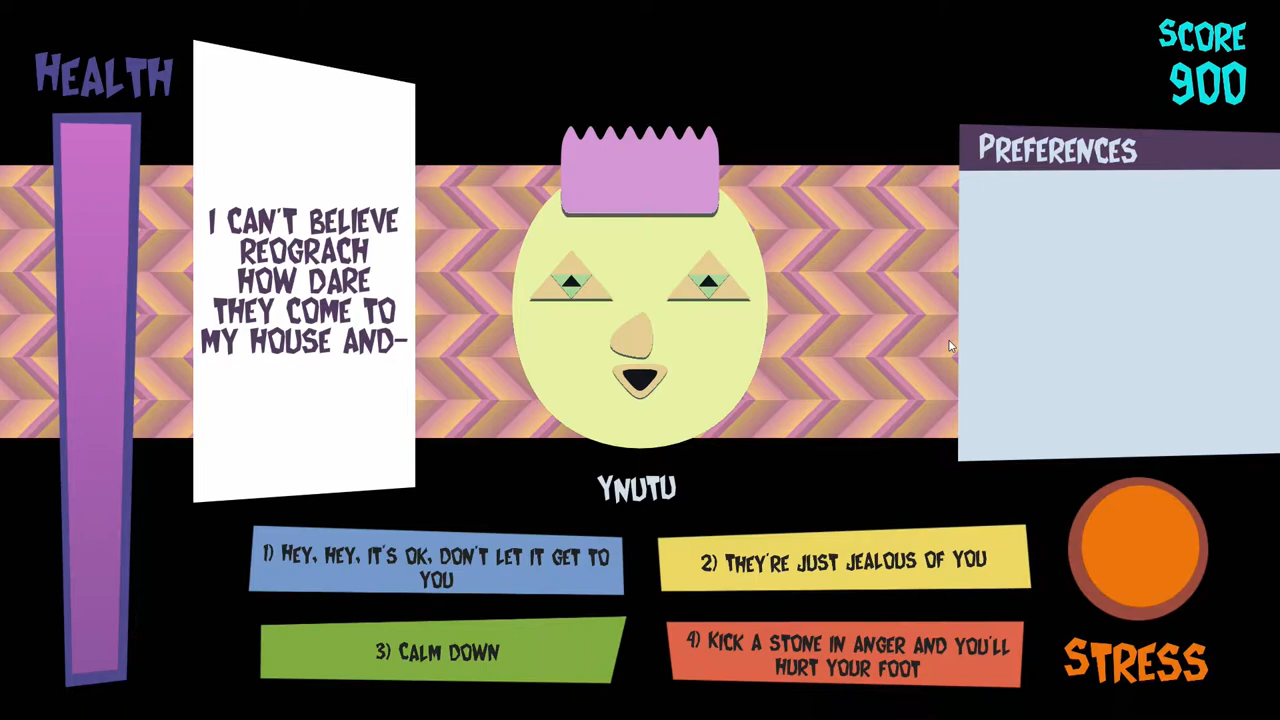 HEALTH
SCORE
900
I CAN'T BELIEVE
REOGRACH
HOW DARE
THEY COME TO
MY HOUSE AND-
PREFERENCES
YNUTU
1) HEY, HEY, IT'S OK, DON'T LET IT GET TO
YOU
2) THEY'RE JUST JEALOUS OF YOU
3) CALM DOWN
4) KICK A STONE IN ANGER AND YOU'LL
HURT YOUR FOOT
STRESS